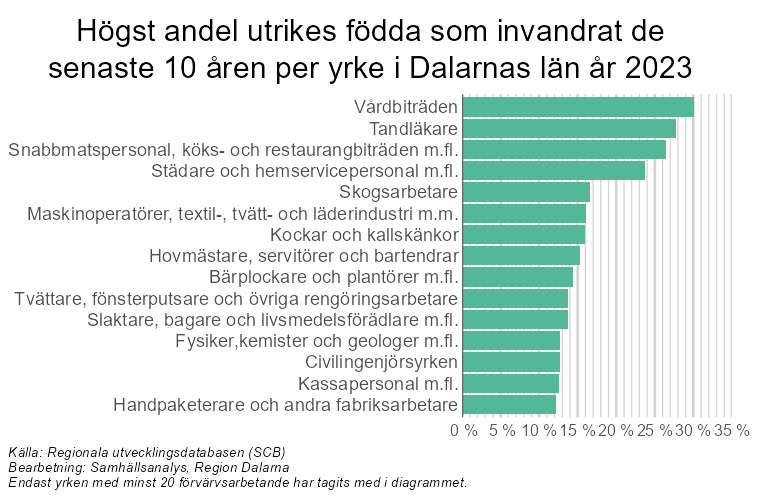 Högst andel utrikes födda som invandrat de
senaste 10 åren per yrke i Dalarnas län år 2023
Vårdbiträden
Tandläkare
Snabbmatspersonal, köks- och restaurangbiträden m.fl.
Städare och hemservicepersonal m.fl.
Skogsarbetare
Maskinoperatörer, textil-, tvätt- och läderindustri m.m.
Kockar och kallskänkor
Hovmästare, servitörer och bartendrar
Bärplockare och plantörer m.fl.
Tvättare, fönsterputsare och övriga rengöringsarbetare
Slaktare, bagare och livsmedelsförädlare m.fl.
Fysiker,kemister och geologer m.fl.
Civilingenjörsyrken
Kassapersonal m.fl.
Handpaketerare och andra fabriksarbetare
0 % 5 % 10 % 15 % 20 % 25 % 30 % 35 %
Källa: Regionala utvecklingsdatabasen (SCB)
Bearbetning: Samhällsanalys, Region Dalarna
Endast yrken med minst 20 förvärvsarbetande har tagits med i diagrammet.